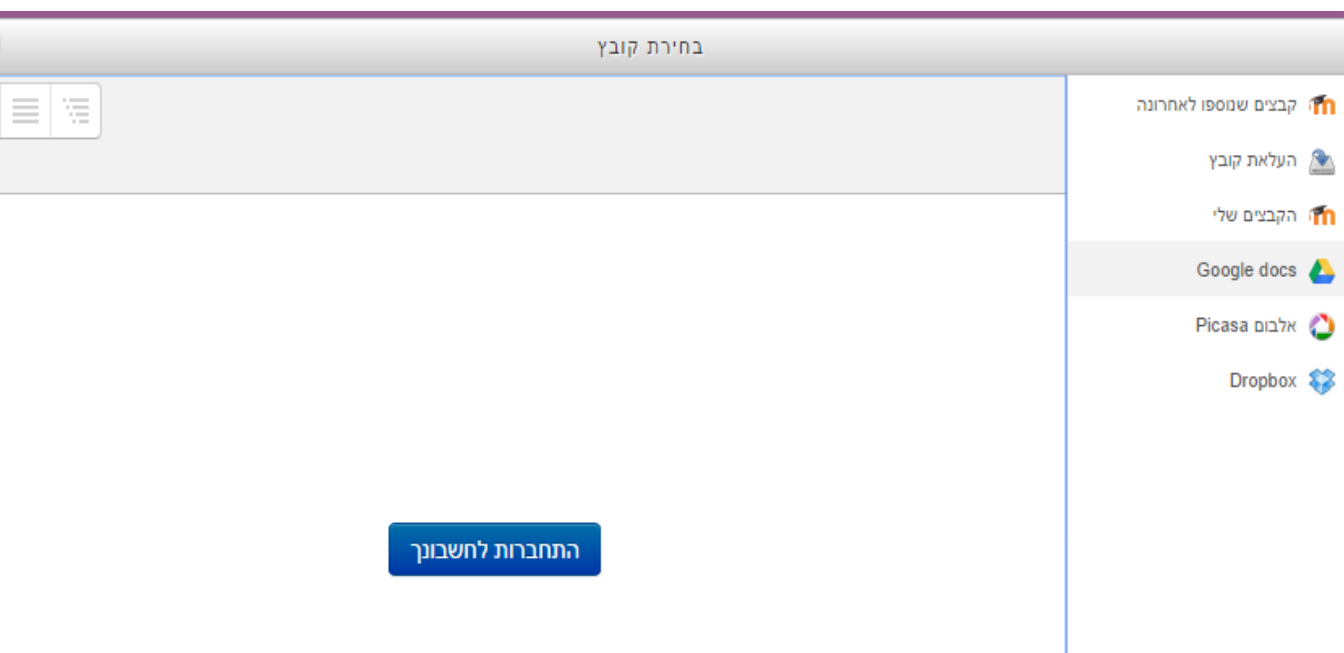 בחירת קובץ
קבצים שנוספו לאחרונה
העלאת קובץ
הקבצים שלי
Google docs
אלבום Picasa
Dropbox
התחברות לחשבונך